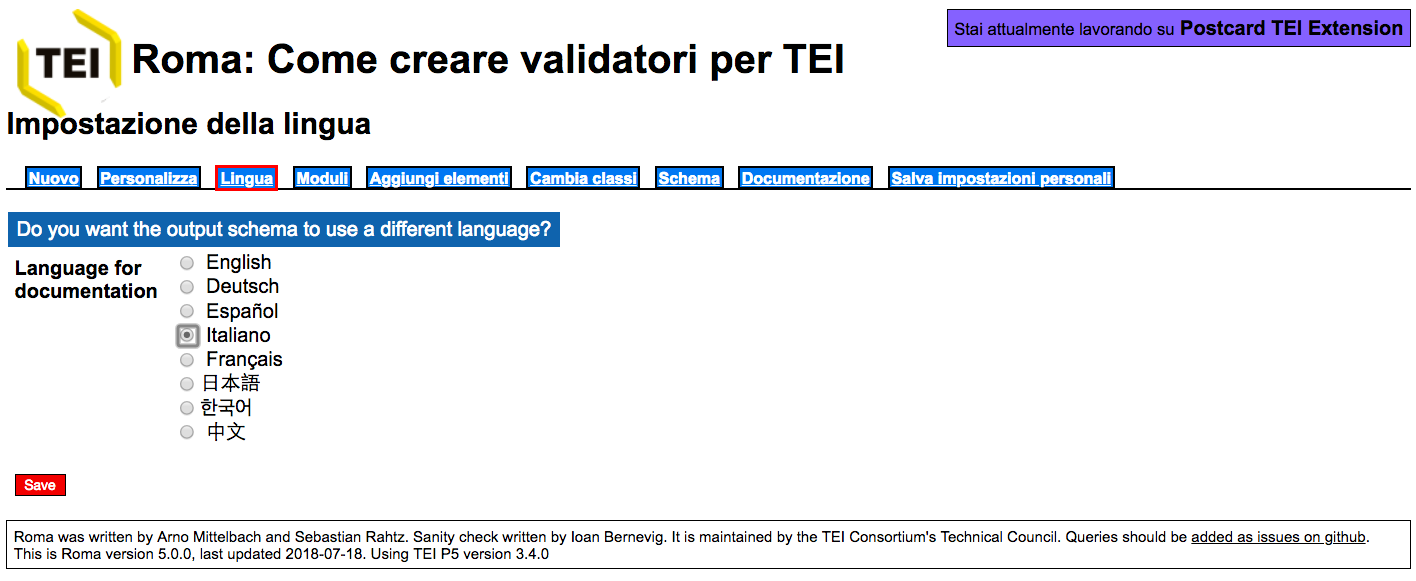 Stai attualmente lavorando su Postcard TEI Extension
TEI
Roma: Come creare validatori per TEI
Impostazione della lingua
Nuovo Personalizza Lingua Moduli Aggiungi elementi Cambia classi Schema Documentazione Salva impostazioni personali
Do you want the output schema to use a different language?
Language for
documentation
English
Deutsch
Español
Italiano
Français
日本語
한국어
中文
Save
Roma was written by Arno Mittelbach and Sebastian Rahtz. Sanity check written by Ioan Bernevig. It is maintained by the TEI Consortium's Technical Council. Queries should be added as issues on github.
This is Roma version 5.0.0, last updated 2018-07-18. Using TEI P5 version 3.4.0